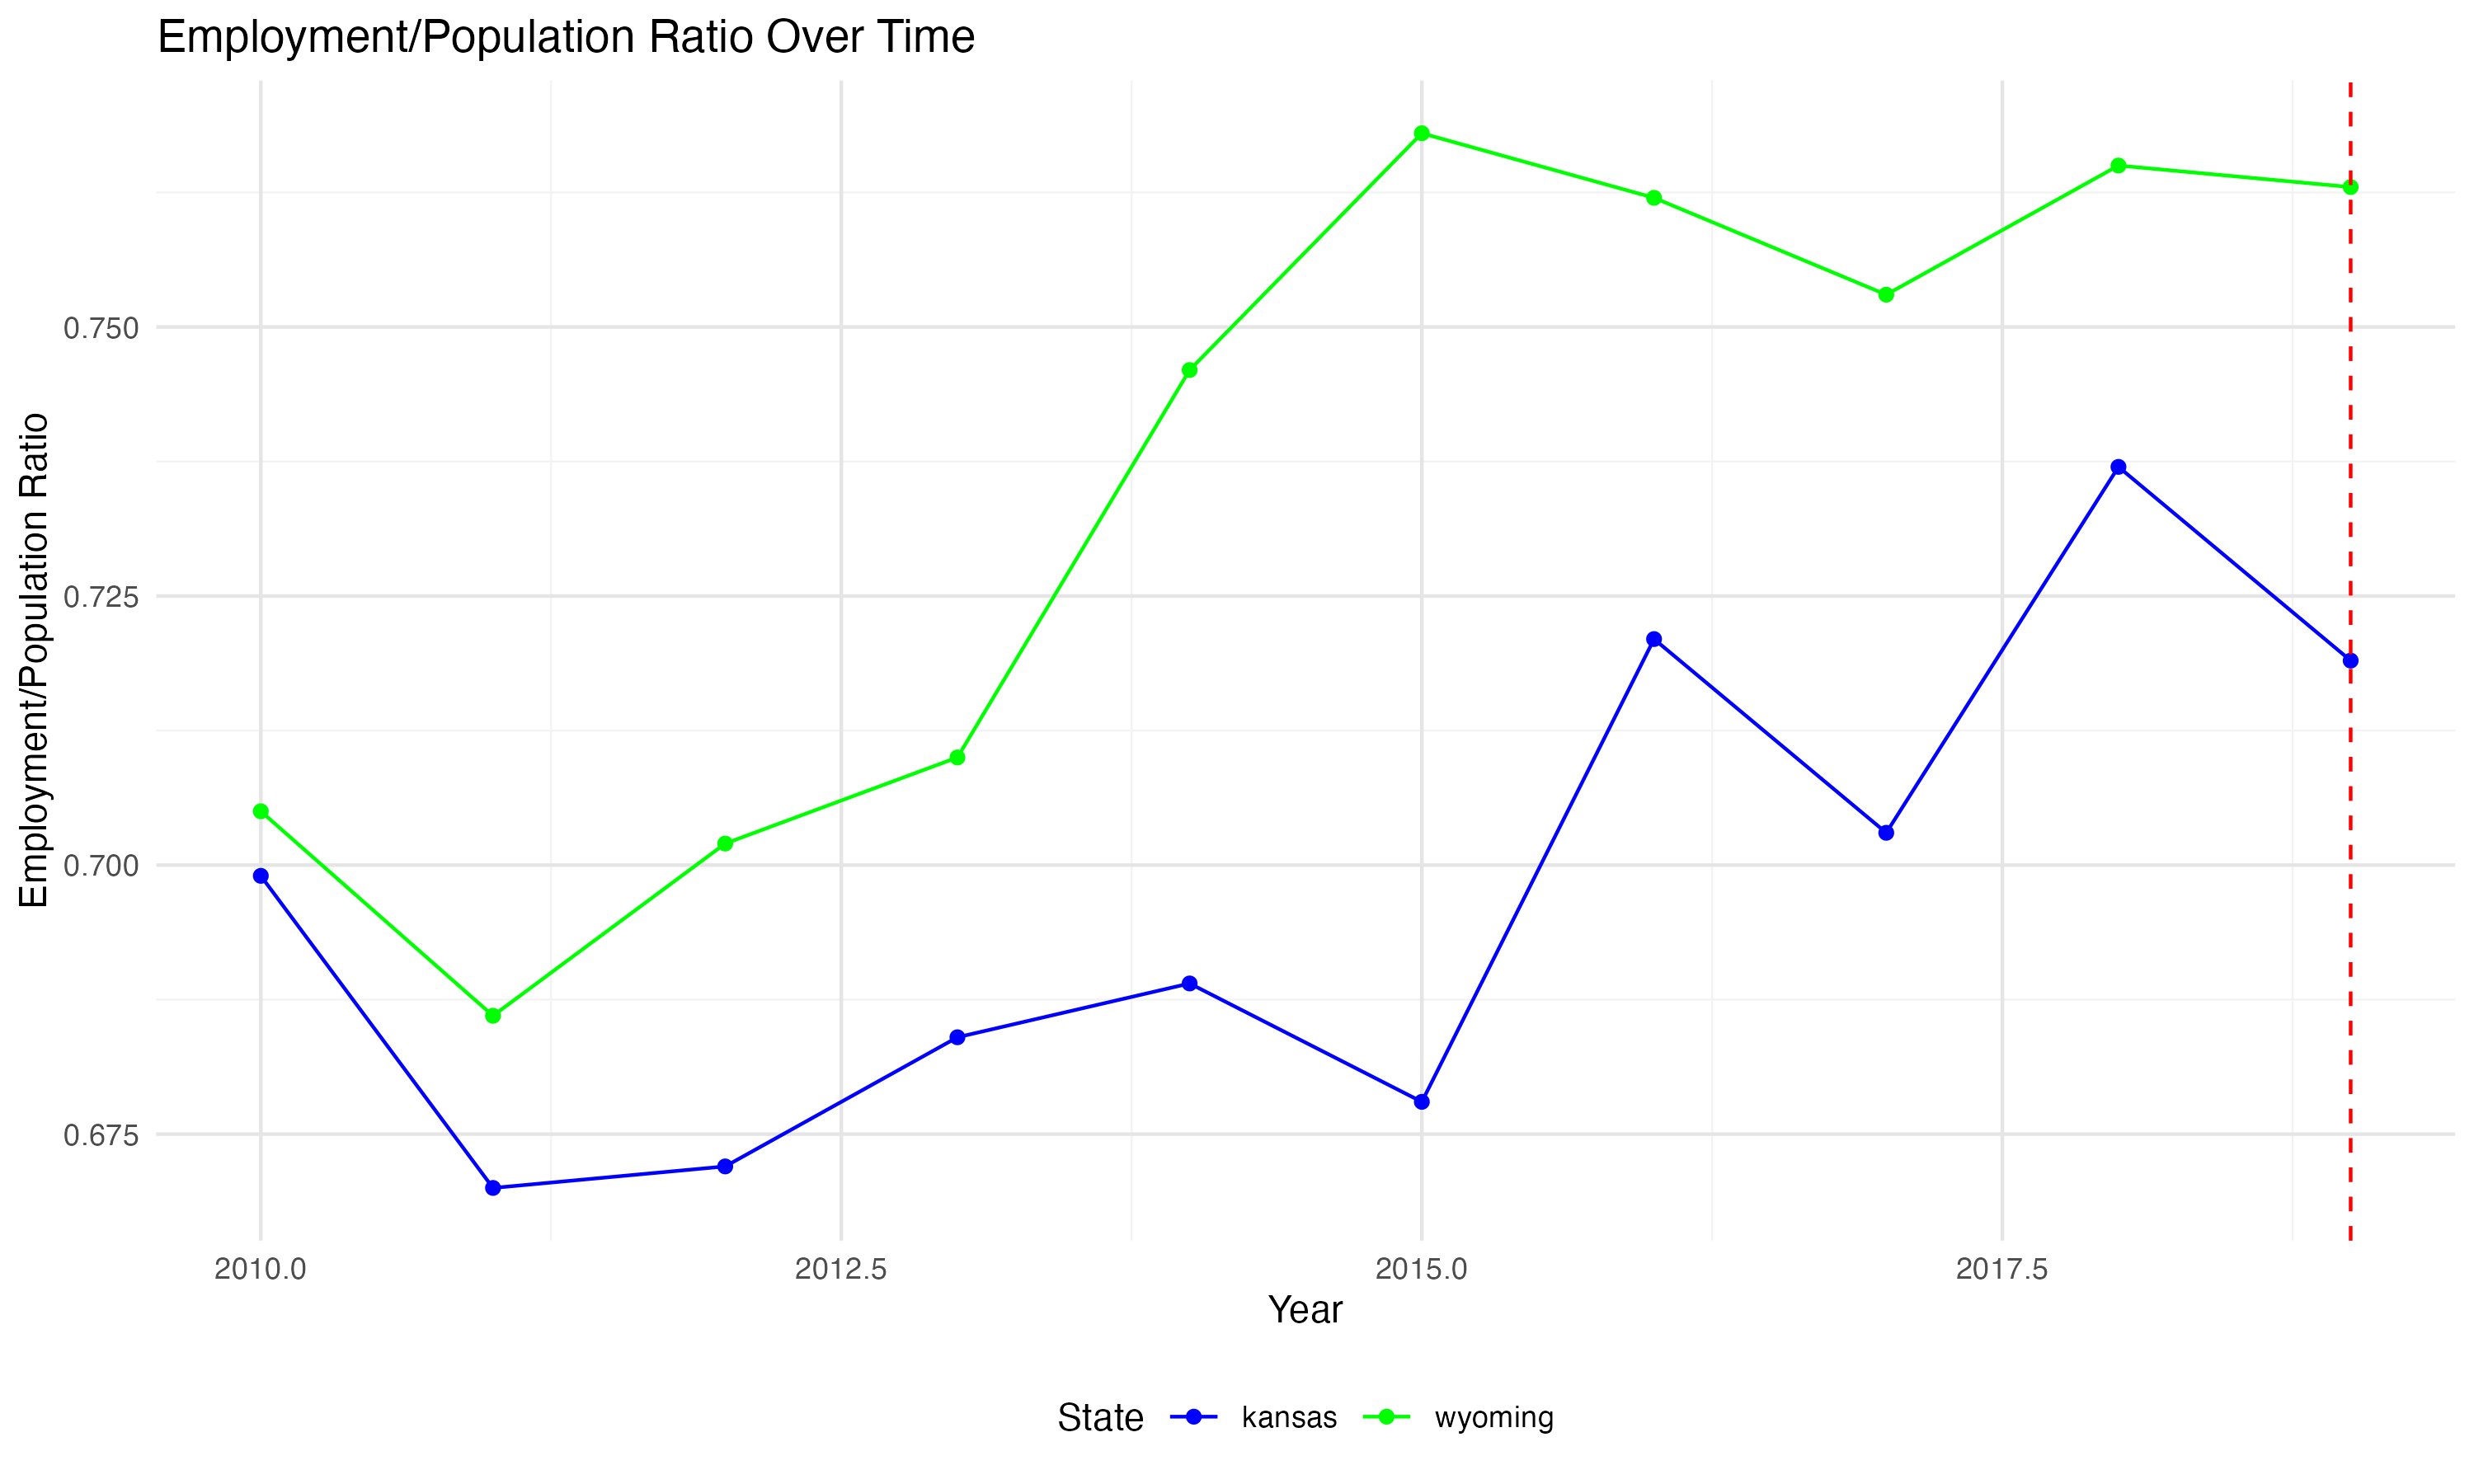 Employment/Population Ratio Over Time
Employment/Population Ratio
0.750
0.725
0.700
0.675
2010.0 2012.5 2015.0 2017.5
Year
State kansas wyoming